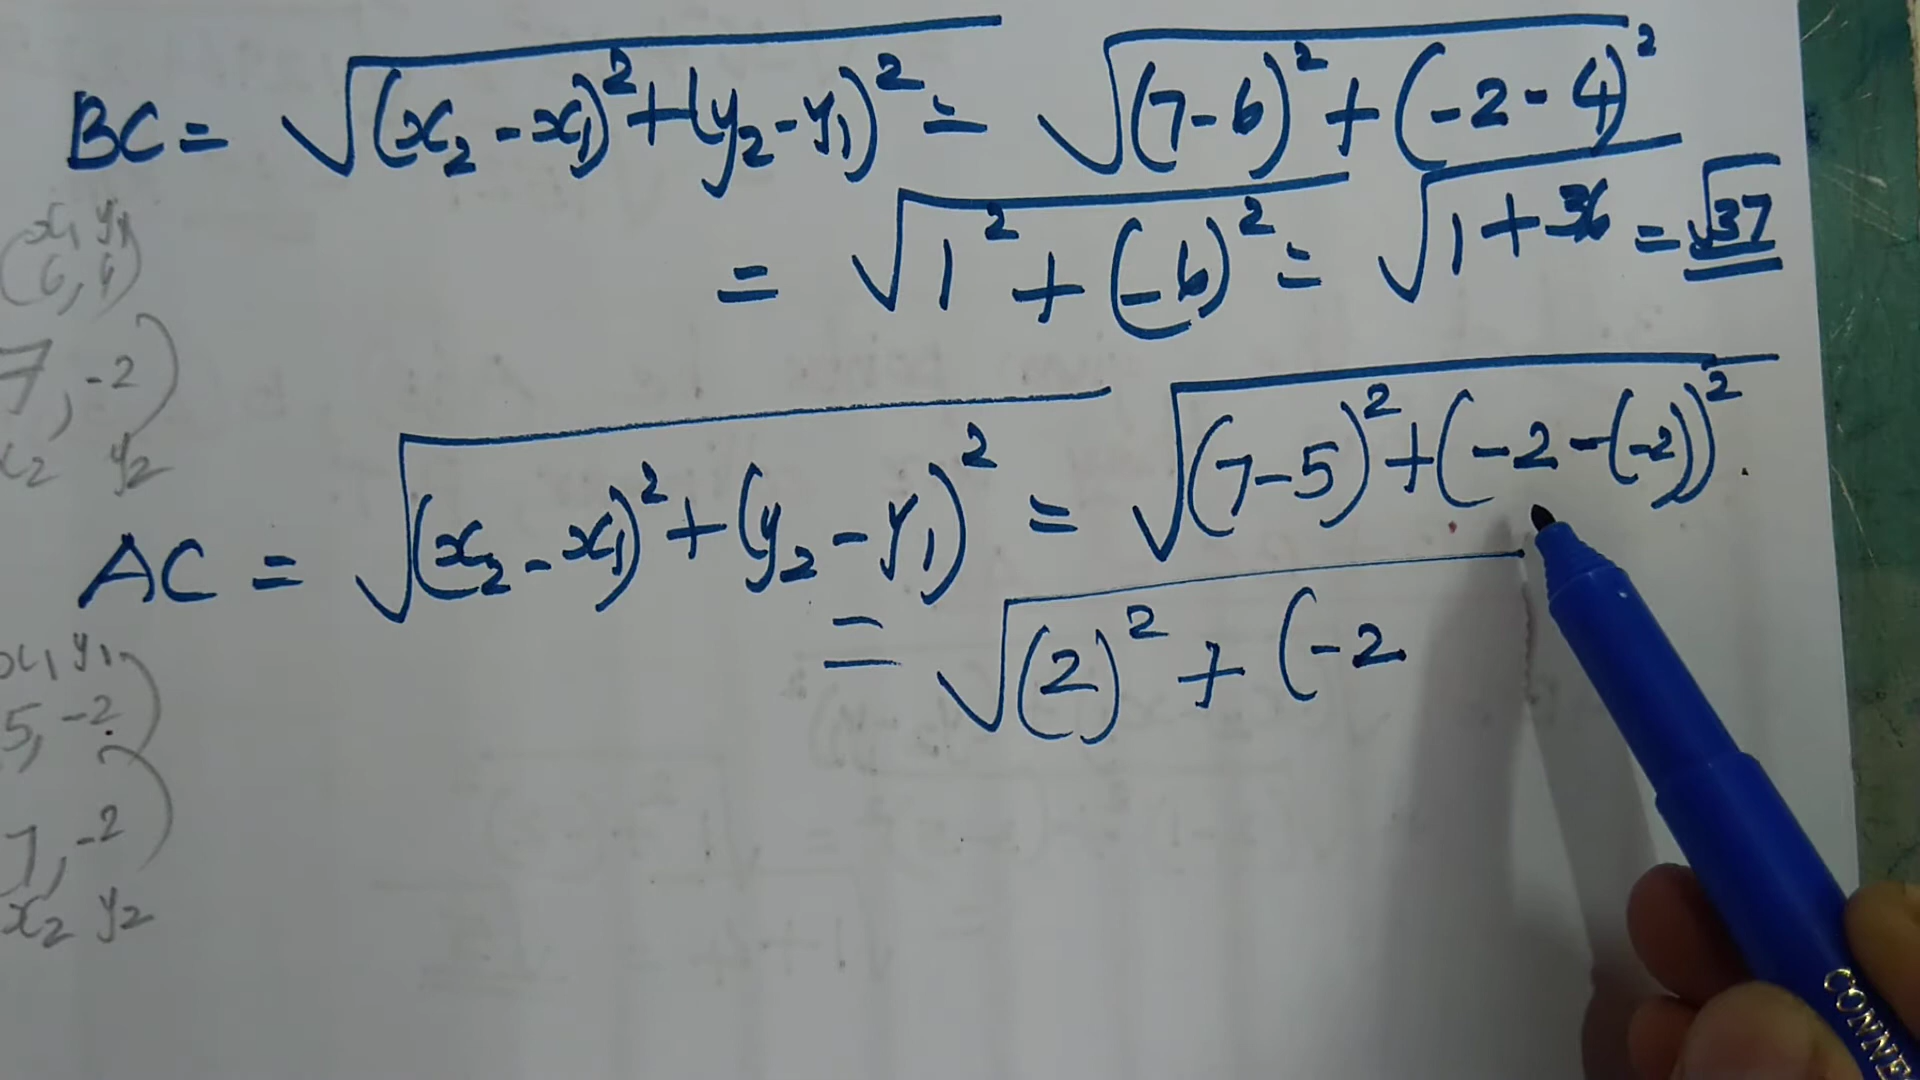 BC = √(x₂ - x₁)² + (y₂ - y₁)² = √(7 - 6)² + (-2 - 4)²
= √1² + (-6)² = √1 + 36 = √37
x₁ y₁
(6, 4)
7, -2)
x₂ y₂
AC = √(x₂ - x₁)² + (y₂ - y₁)² = √(7 - 5)² + (-2 - (-2))²
= √(2)² + (-2
x₁ y₁
5, -2)
7, -2)
x₂ y₂
CONNE